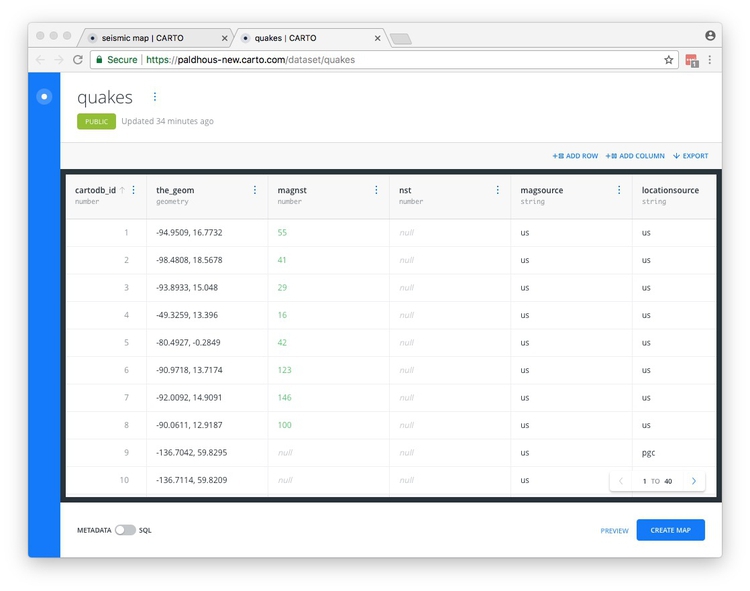 seismic map | CARTO
quakes | CARTO
Secure https://paldhous-new.carto.com/dataset/quakes
1
quakes
PUBLIC Updated 34 minutes ago
ADD ROW ADD COLUMN EXPORT
cartodb_id the_geom magnst nst magsource locationsource
number geometry number number string string
1 -94.9509, 16.7732 55 null us us
2 -98.4808, 18.5678 41 null us us
3 -93.8933, 15.048 29 null us us
4 -49.3259, 13.396 16 null us us
5 -80.4927, -0.2849 42 null us us
6 -90.9718, 13.7174 123 null us us
7 -92.0092, 14.9091 146 null us us
8 -90.0611, 12.9187 100 null us us
9 -136.7042, 59.8295 null null us pgc
10 -136.7114, 59.8209 null null us
1 TO 40
METADATA SQL PREVIEW CREATE MAP